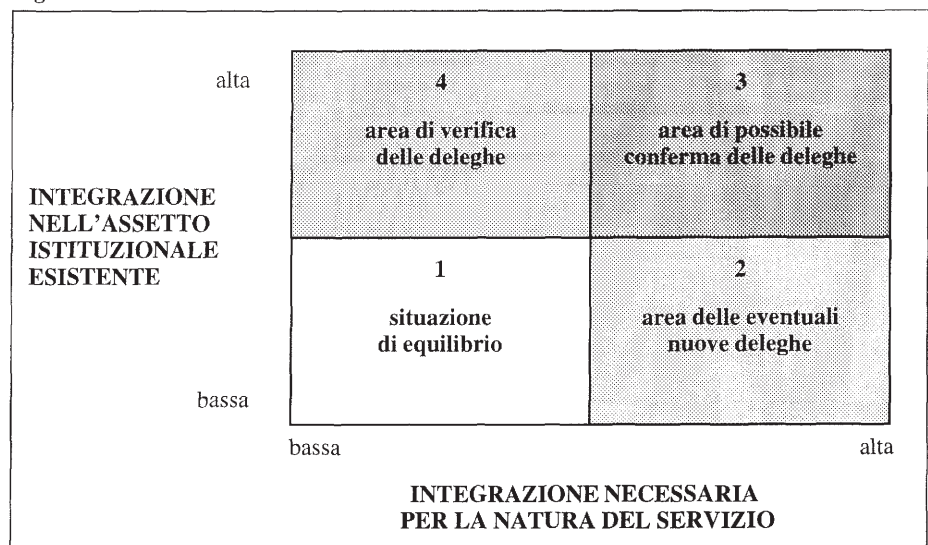 alta
4
area di verifica
delle deleghe
3
area di possibile
conferma delle deleghe
INTEGRAZIONE
NELL'ASSETTO
ISTITUZIONALE
ESISTENTE
1
situazione
di equilibrio
2
area delle eventuali
nuove deleghe
bassa
bassa
alta
INTEGRAZIONE NECESSARIA
PER LA NATURA DEL SERVIZIO